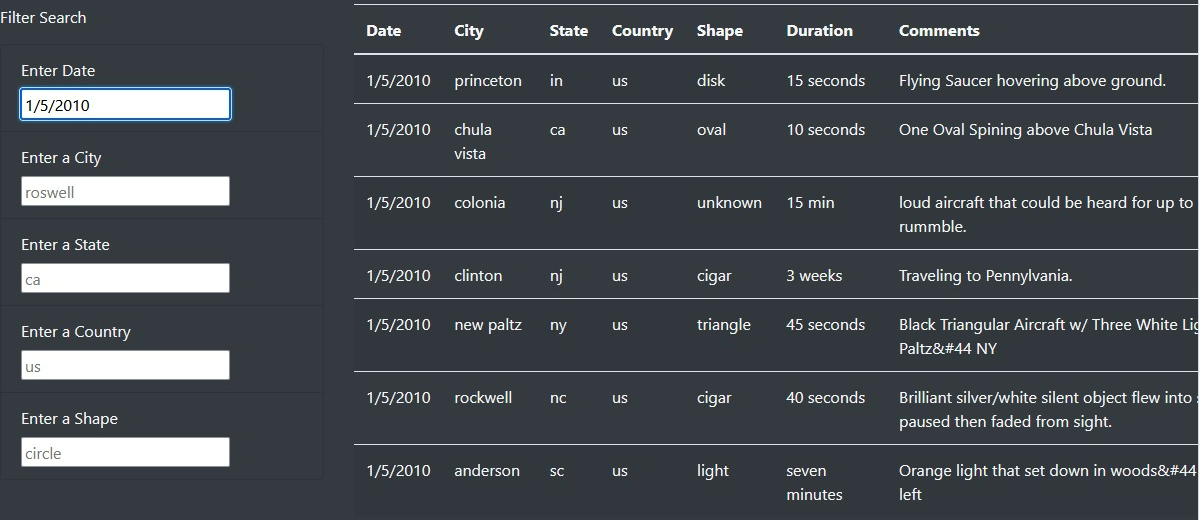 Filter Search
Enter Date
1/5/2010
Enter a City
roswell
Enter a State
ca
Enter a Country
us
Enter a Shape
circle
Date City State Country Shape Duration Comments
1/5/2010 princeton in us disk 15 seconds Flying Saucer hovering above ground.
1/5/2010 chula ca us oval 10 seconds One Oval Spining above Chula Vista
vista
1/5/2010 colonia nj us unknown 15 min loud aircraft that could be heard for up to
rummble.
1/5/2010 clinton nj us cigar 3 weeks Traveling to Pennylvania.
1/5/2010 new paltz ny us triangle 45 seconds Black Triangular Aircraft w/ Three White
Paltz&#44 NY
1/5/2010 rockwell nc us cigar 40 seconds Brilliant silver/white silent object flew into
paused then faded from sight.
1/5/2010 anderson sc us light seven Orange light that set down in woods&#44
minutes left